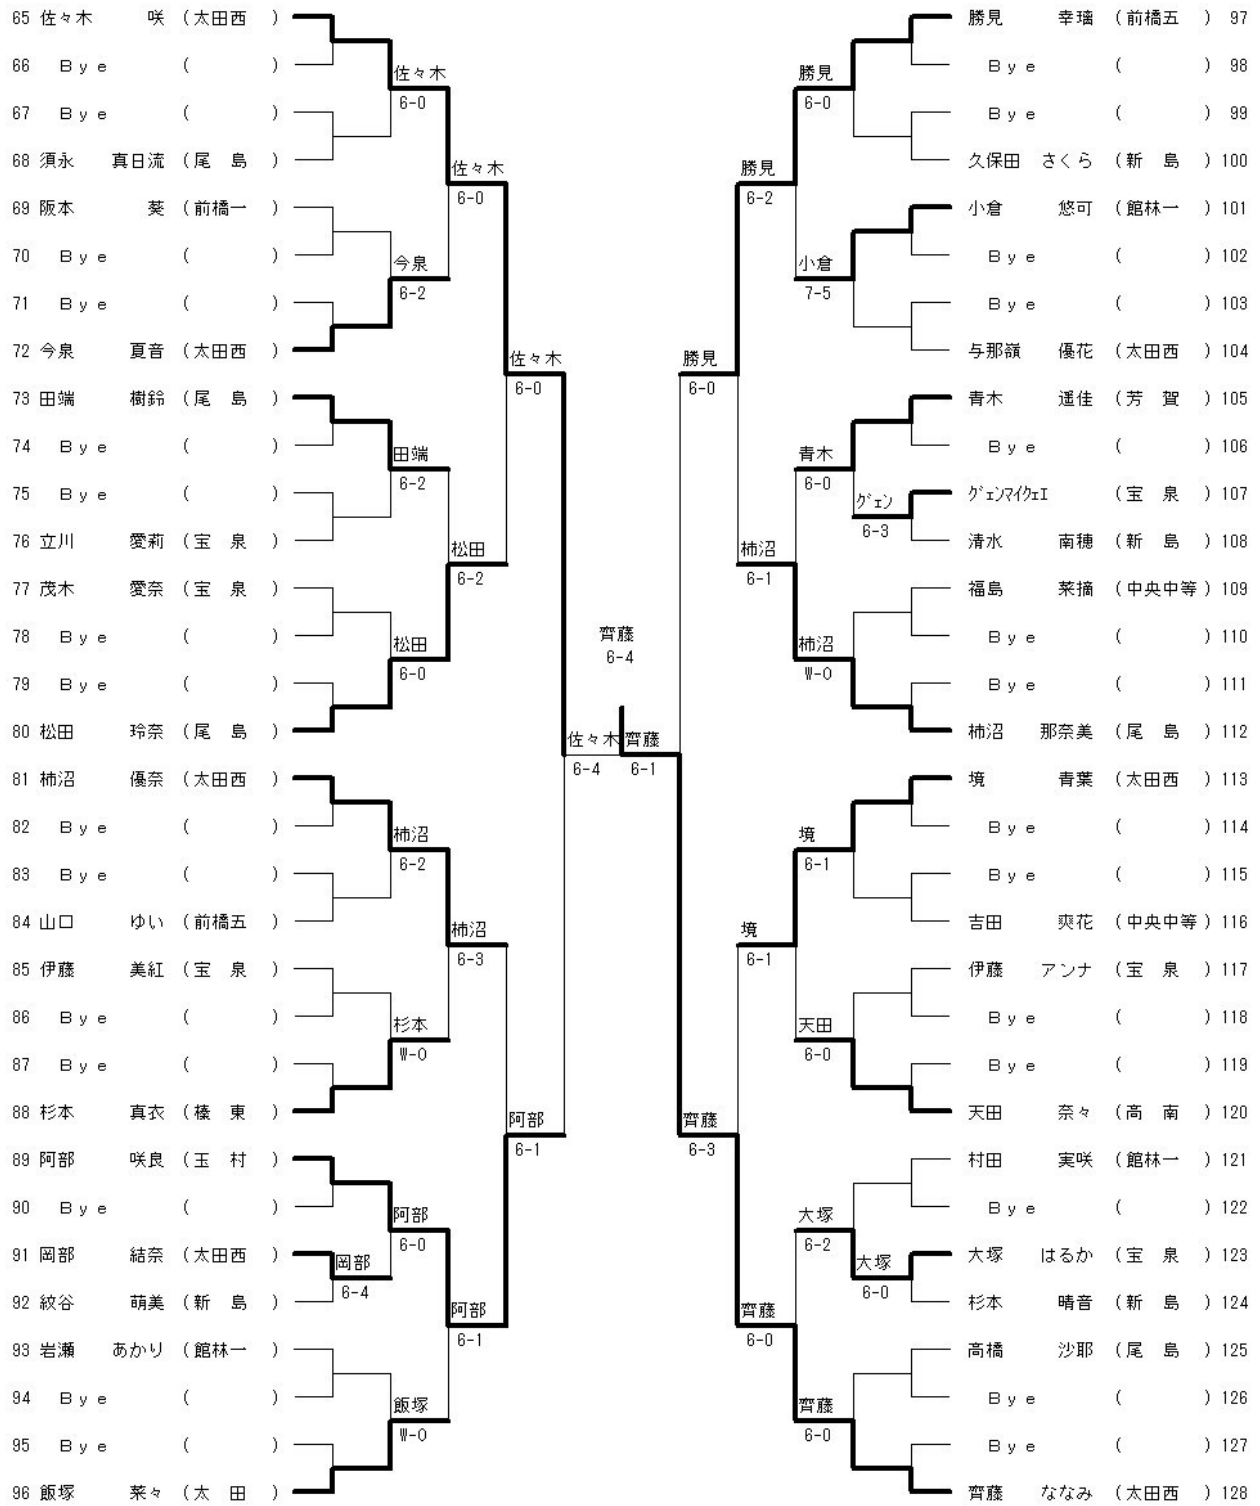 65 佐々木 咲 (太田西 )
66 Bye ( )
佐々木
6-0
67 Bye ( )
68 須永 真日流 (尾 島 )
佐々木
6-0
69 阪本 葵 (前橋一 )
70 Bye ( )
今泉
6-2
71 Bye ( )
72 今泉 夏音 (太田西 )
佐々木
6-0
73 田端 樹鈴 (尾 島 )
74 Bye ( )
田端
6-2
75 Bye ( )
76 立川 愛莉 (宝 泉 )
松田
6-2
77 茂木 愛奈 (宝 泉 )
78 Bye ( )
松田
6-0
79 Bye ( )
80 松田 玲奈 (尾 島 )
佐々木
6-4
81 柿沼 優奈 (太田西 )
82 Bye ( )
柿沼
6-2
83 Bye ( )
84 山口 ゆい (前橋五 )
柿沼
6-3
85 伊藤 美紅 (宝 泉 )
86 Bye ( )
杉本
W-0
87 Bye ( )
88 杉本 真衣 (榛 東 )
阿部
6-1
89 阿部 咲良 (玉 村 )
90 Bye ( )
阿部
6-0
91 岡部 結奈 (太田西 )
岡部
6-4
92 紋谷 萌美 (新 島 )
阿部
6-1
93 岩瀬 あかり (館林一 )
94 Bye ( )
飯塚
W-0
95 Bye ( )
96 飯塚 菜々 (太 田 )
齊藤
6-4
勝見 幸璃 (前橋五 ) 97
Bye ( ) 98
勝見
6-0
Bye ( ) 99
久保田 さくら (新 島 ) 100
勝見
6-2
小倉 悠可 (館林一 ) 101
Bye ( ) 102
小倉
7-5
Bye ( ) 103
与那嶺 優花 (太田西 ) 104
勝見
6-0
青木 遥佳 (芳 賀 ) 105
Bye ( ) 106
青木
6-0
グェンマイクェエ (宝 泉 ) 107
グェン
6-3
清水 南穂 (新 島 ) 108
柿沼
6-1
福島 菜摘 (中央中等 ) 109
Bye ( ) 110
柿沼
W-0
Bye ( ) 111
柿沼 那奈美 (尾 島 ) 112
齊藤
6-1
境 青葉 (太田西 ) 113
Bye ( ) 114
境
6-1
Bye ( ) 115
吉田 爽花 (中央中等 ) 116
境
6-1
伊藤 アンナ (宝 泉 ) 117
Bye ( ) 118
天田
6-0
Bye ( ) 119
天田 奈々 (高 南 ) 120
齊藤
6-3
村田 実咲 (館林一 ) 121
Bye ( ) 122
大塚
6-2
大塚 はるか (宝 泉 ) 123
大塚
6-0
杉本 晴音 (新 島 ) 124
齊藤
6-0
高橋 沙耶 (尾 島 ) 125
Bye ( ) 126
齊藤
6-0
Bye ( ) 127
齊藤 ななみ (太田西 ) 128